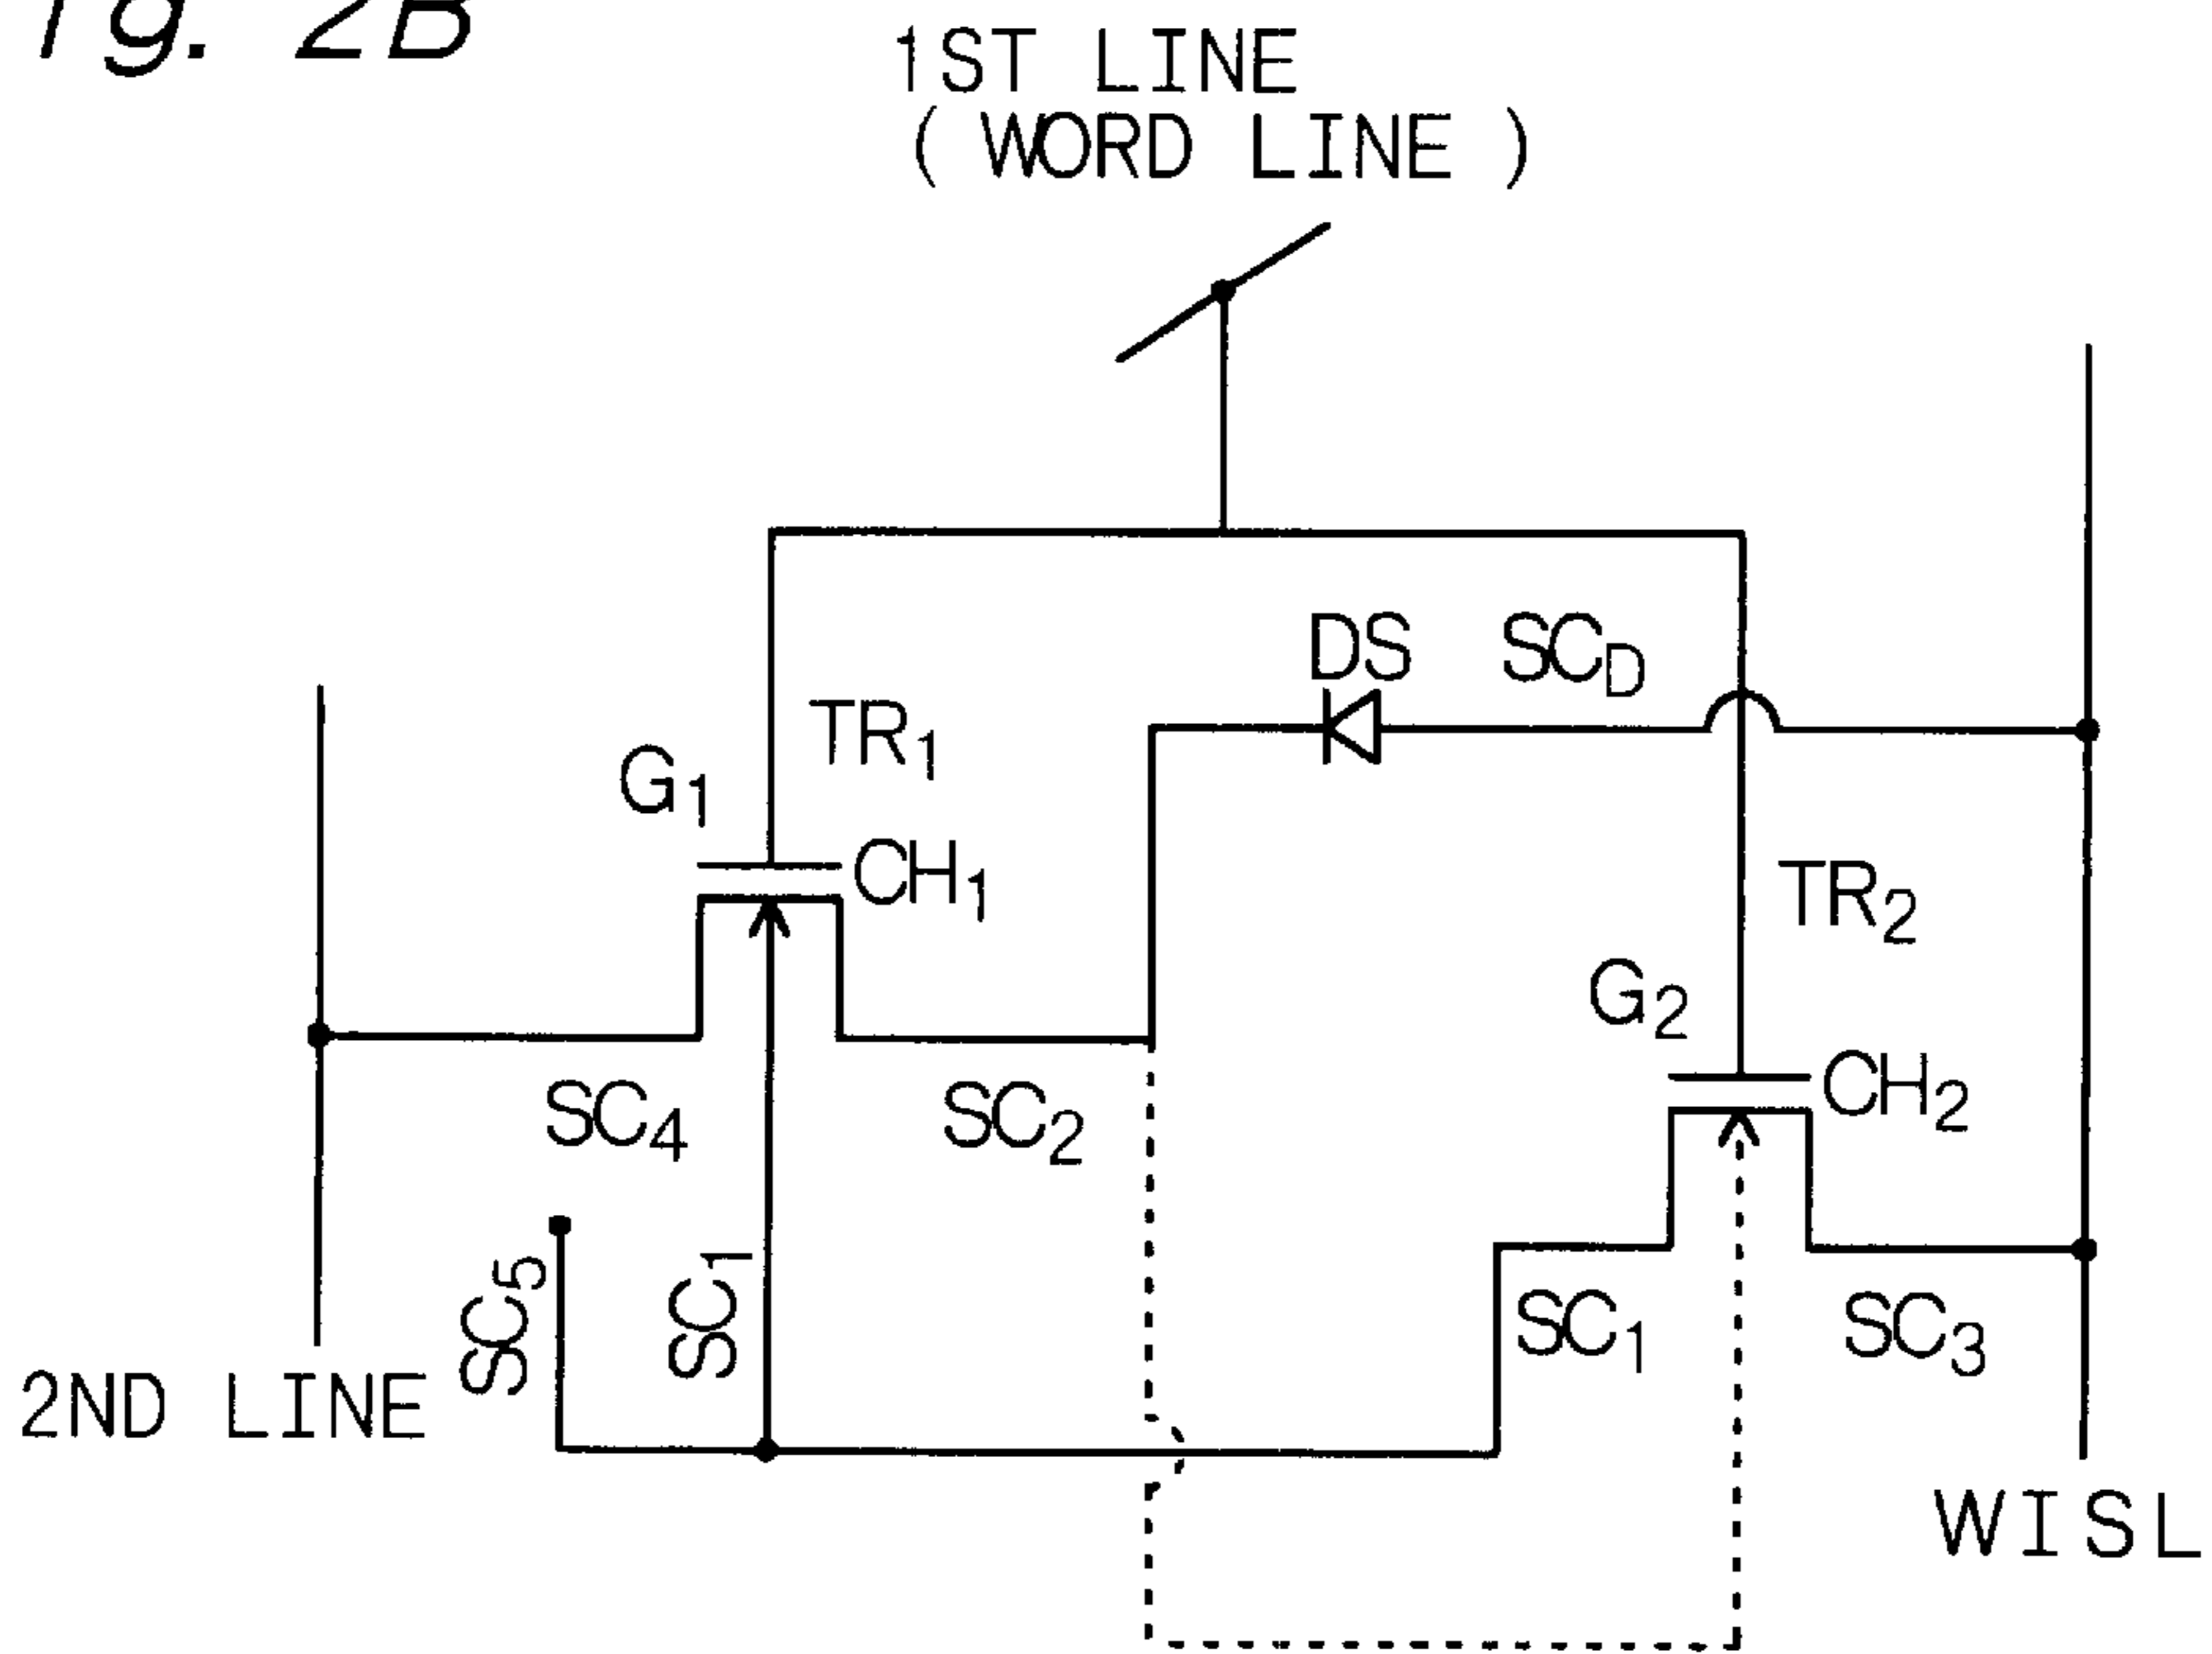 ig. 2B
1ST LINE
( WORD LINE )
DS SCD
TR1
G1
CH1
TR2
G2
CH2
SC4 SC2
SC5
SC1
SC1 SC3
2ND LINE
WISL